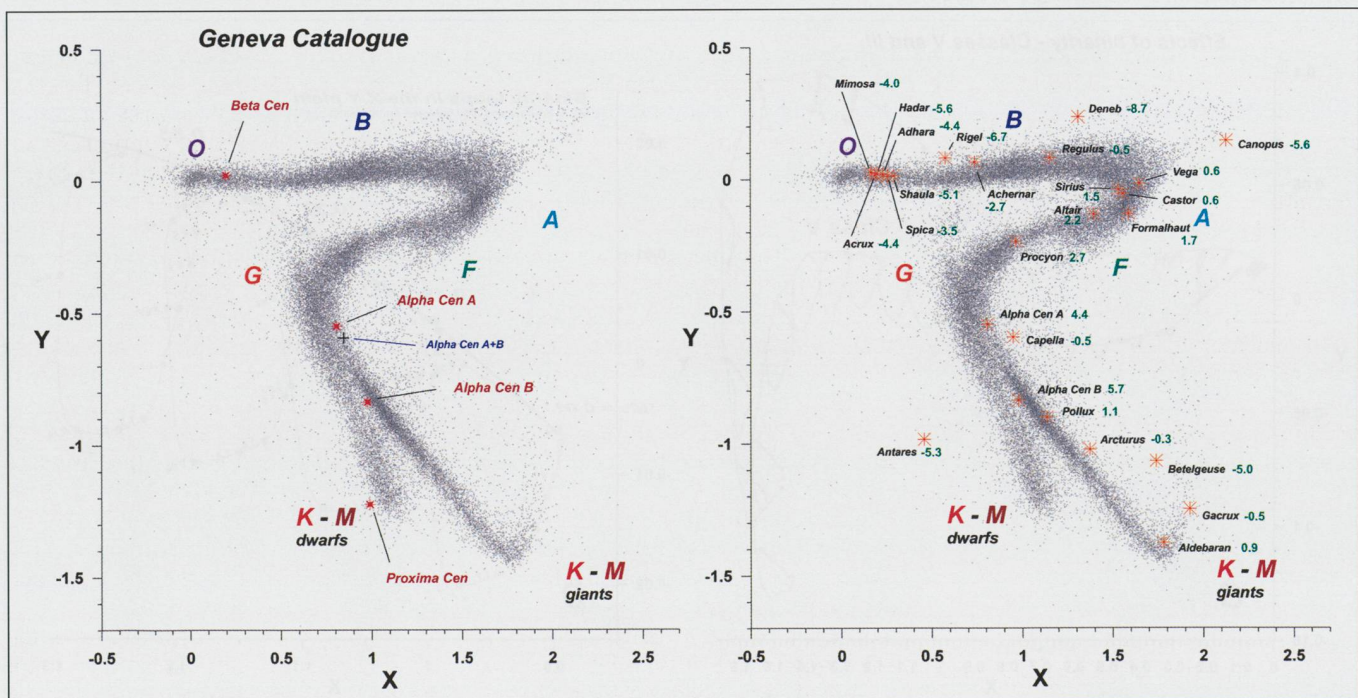 Geneva Catalogue
0.5
0
-0.5
-1
-1.5
Y
Beta Cen
O
B
A
F
G
Alpha Cen A
Alpha Cen A+B
Alpha Cen B
K - M
dwarfs
Proxima Cen
K - M
giants
-0.5
0
0.5
1
1.5
2
2.5
X
0.5
0
-0.5
-1
-1.5
Y
Mimosa -4.0
Hadar -5.6
Adhara -4.4
Rigel -6.7
B
Deneb -8.7
O
Regulus -0.5
Canopus -5.6
Shaula -5.1
Achernar
-2.7
Sirius
1.5
Vega 0.6
Castor 0.6
Altair
2.2
A
Formalhaut
1.7
Acrux -4.4
Spica -3.5
G
Procyon 2.7
F
Alpha Cen A 4.4
Capella -0.5
Alpha Cen B 5.7
Pollux 1.1
Antares -5.3
Arcturus -0.3
Betelgeuse -5.0
K - M
dwarfs
Gacrux -0.5
Aldebaran 0.9
K - M
giants
-0.5
0
0.5
1
1.5
2
2.5
X